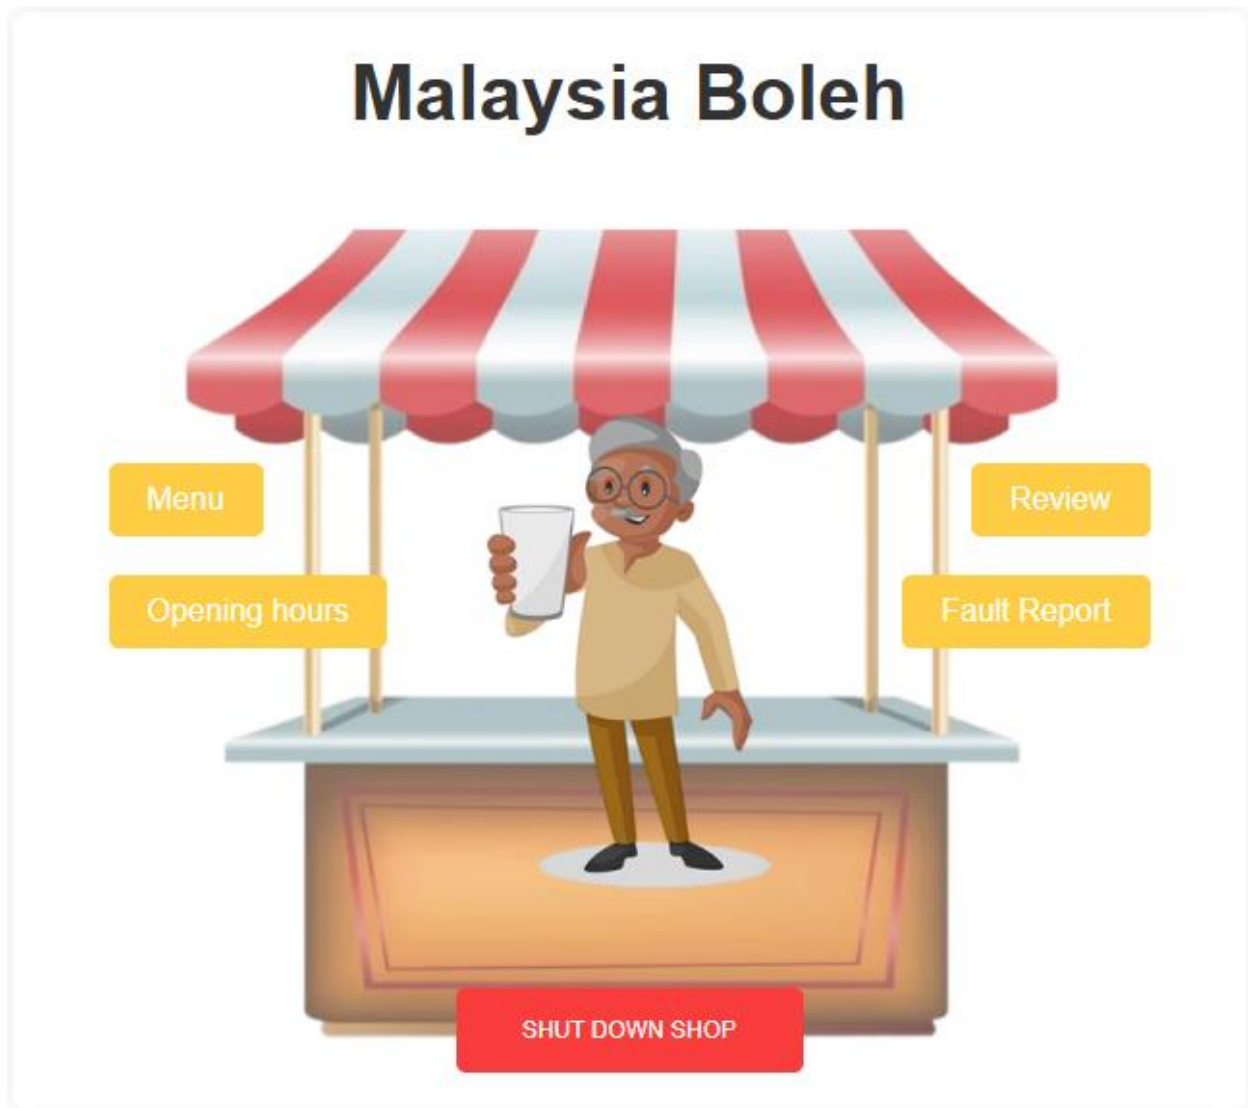 Malaysia Boleh
Menu
Review
Opening hours
Fault Report
SHUT DOWN SHOP